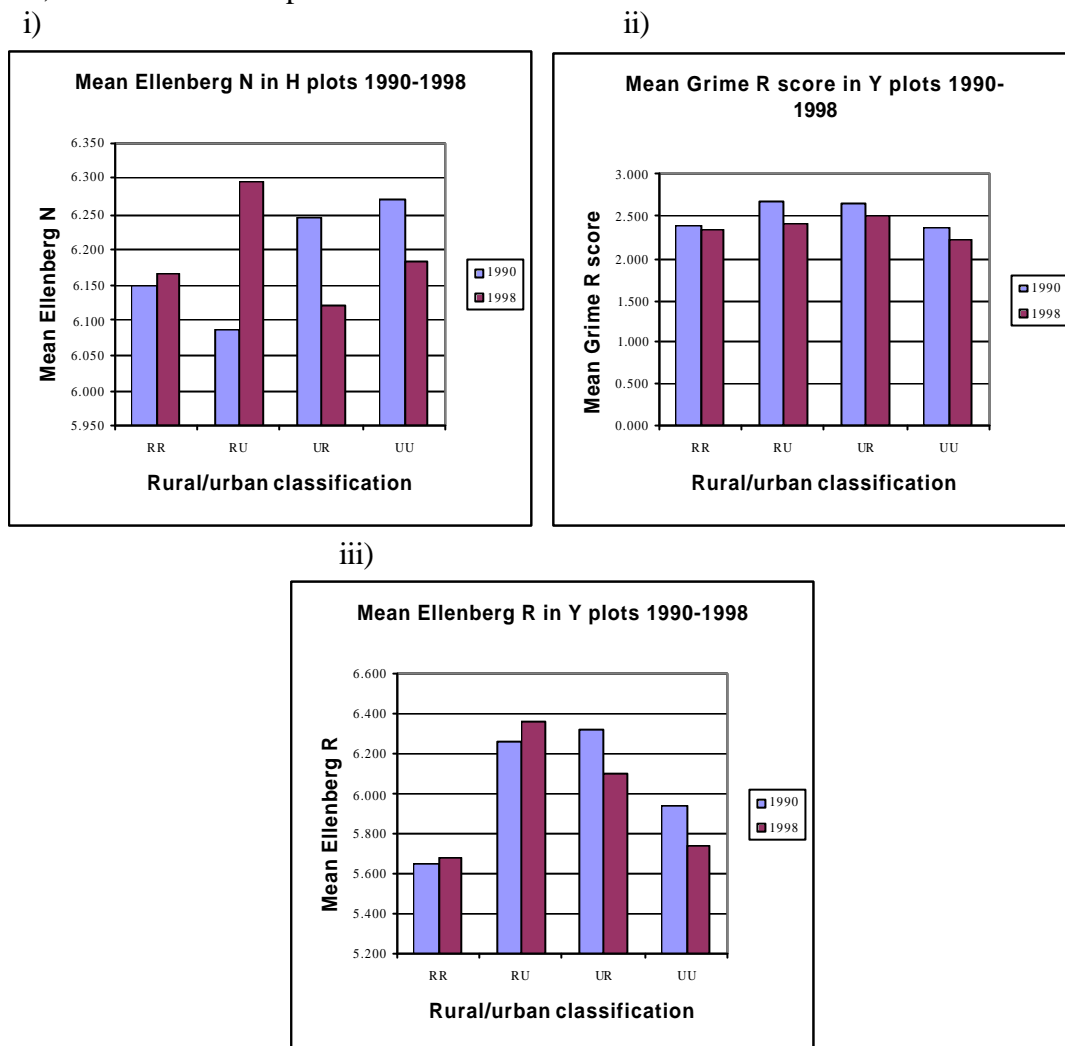 i)
ii)
Mean Ellenberg N in H plots 1990-1998
6.350
6.300
6.250
6.200
6.150
6.100
6.050
6.000
5.950
Mean Ellenberg N
RR RU UR UU
Rural/urban classification
1990
1998
Mean Grime R score in Y plots 1990-
1998
3.000
2.500
2.000
1.500
1.000
0.500
0.000
Mean Grime R score
RR RU UR UU
Rural/urban classification
1990
1998
iii)
Mean Ellenberg R in Y plots 1990-1998
6.600
6.400
6.200
6.000
5.800
5.600
5.400
5.200
Mean Ellenberg R
RR RU UR UU
Rural/urban classification
1990
1998